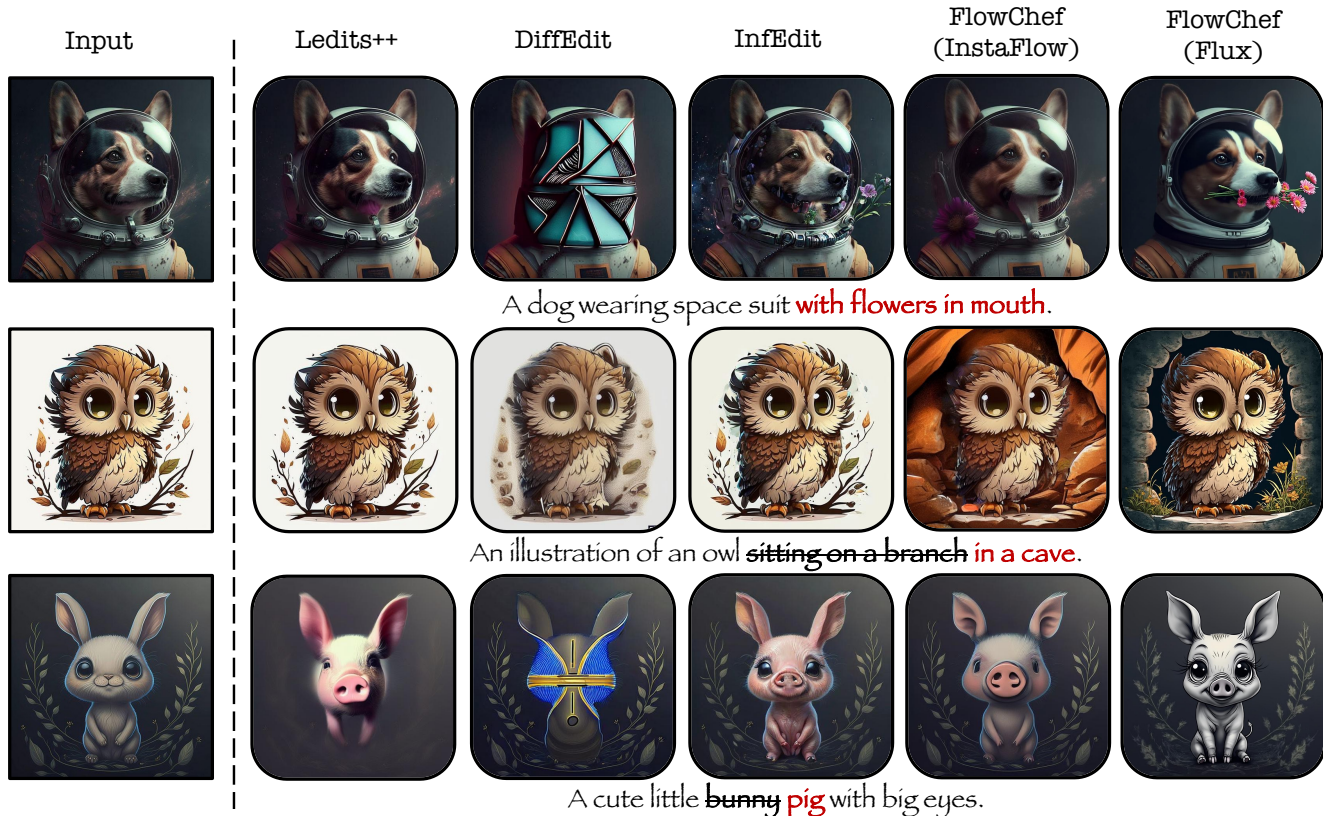 Input
Ledits++
DiffEdit
InfEdit
FlowChef
(InstaFlow)
FlowChef
(Flux)
A dog wearing space suit with flowers in mouth.
An illustration of an owl sitting on a branch in a cave.
A cute little bunny pig with big eyes.